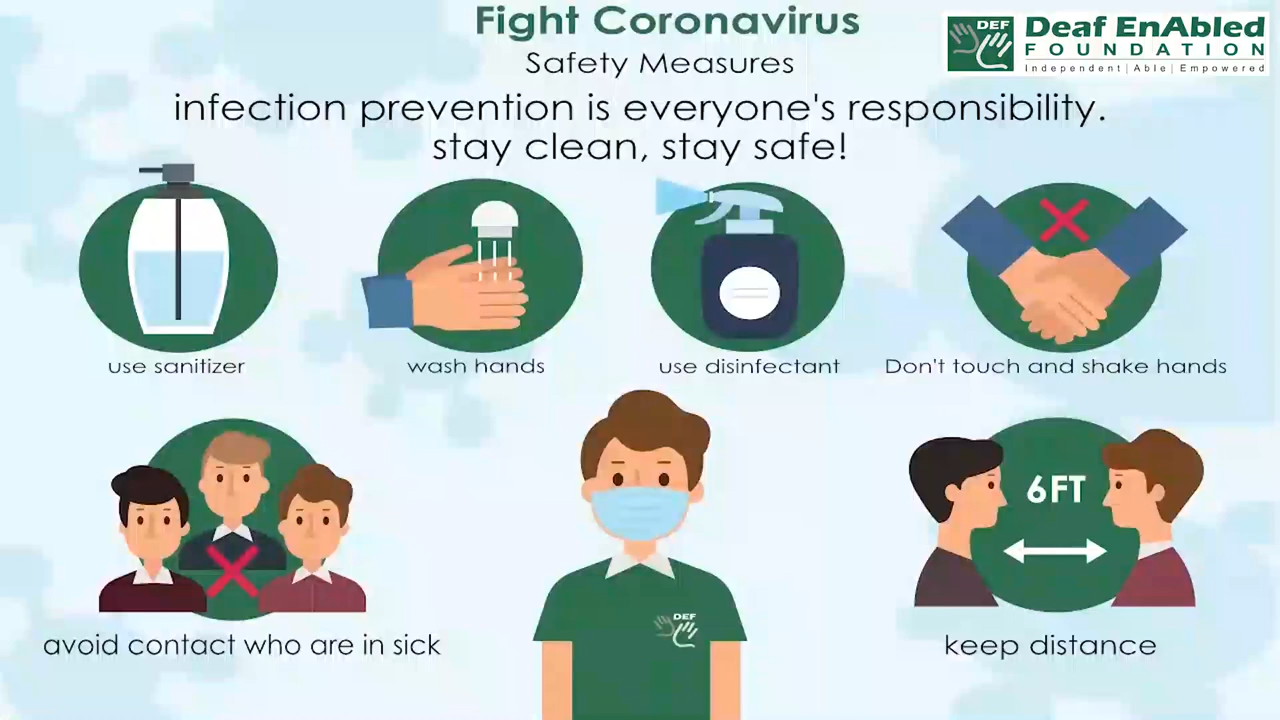 Fight Coronavirus
Safety Measures
DEF
Deaf EnAbled
FOUNDATION
Independent | Able | Empowered
infection prevention is everyone's responsibility.
stay clean, stay safe!
use sanitizer
wash hands
use disinfectant
Don't touch and shake hands
6FT
DEF
avoid contact who are in sick
keep distance